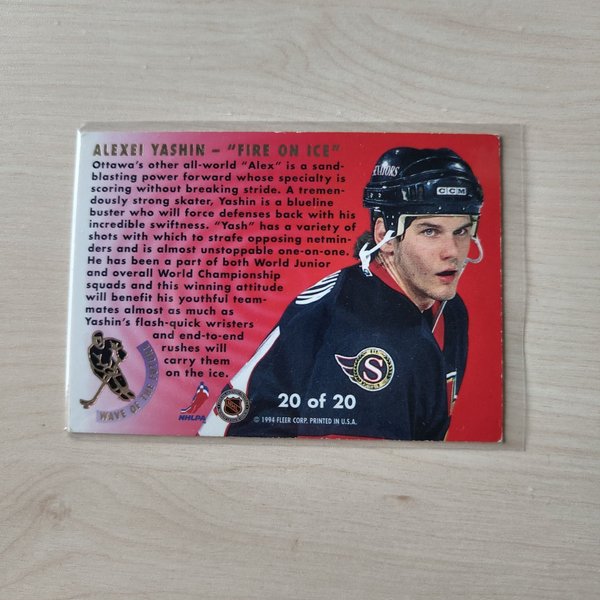 ALEXEI YASHIN – "FIRE ON ICE"
Ottawa's other all-world "Alex" is a sand-
blasting power forward whose specialty is
scoring without breaking stride. A tremen-
dously strong skater, Yashin is a blueline
buster who will force defenses back with his
incredible swiftness. "Yash" has a variety of
shots with which to strafe opposing netmin-
ders and is almost unstoppable one-on-one.
He has been a part of both World Junior
and overall World Championship
squads and this winning attitude
will benefit his youthful team-
mates almost as much as
Yashin's flash-quick wristers
and end-to-end
rushes will
carry them
on the ice.
WAVE OF THE FUTURE
NHLPA
20 of 20
© 1994 FLEER CORP. PRINTED IN U.S.A.
CCM
S